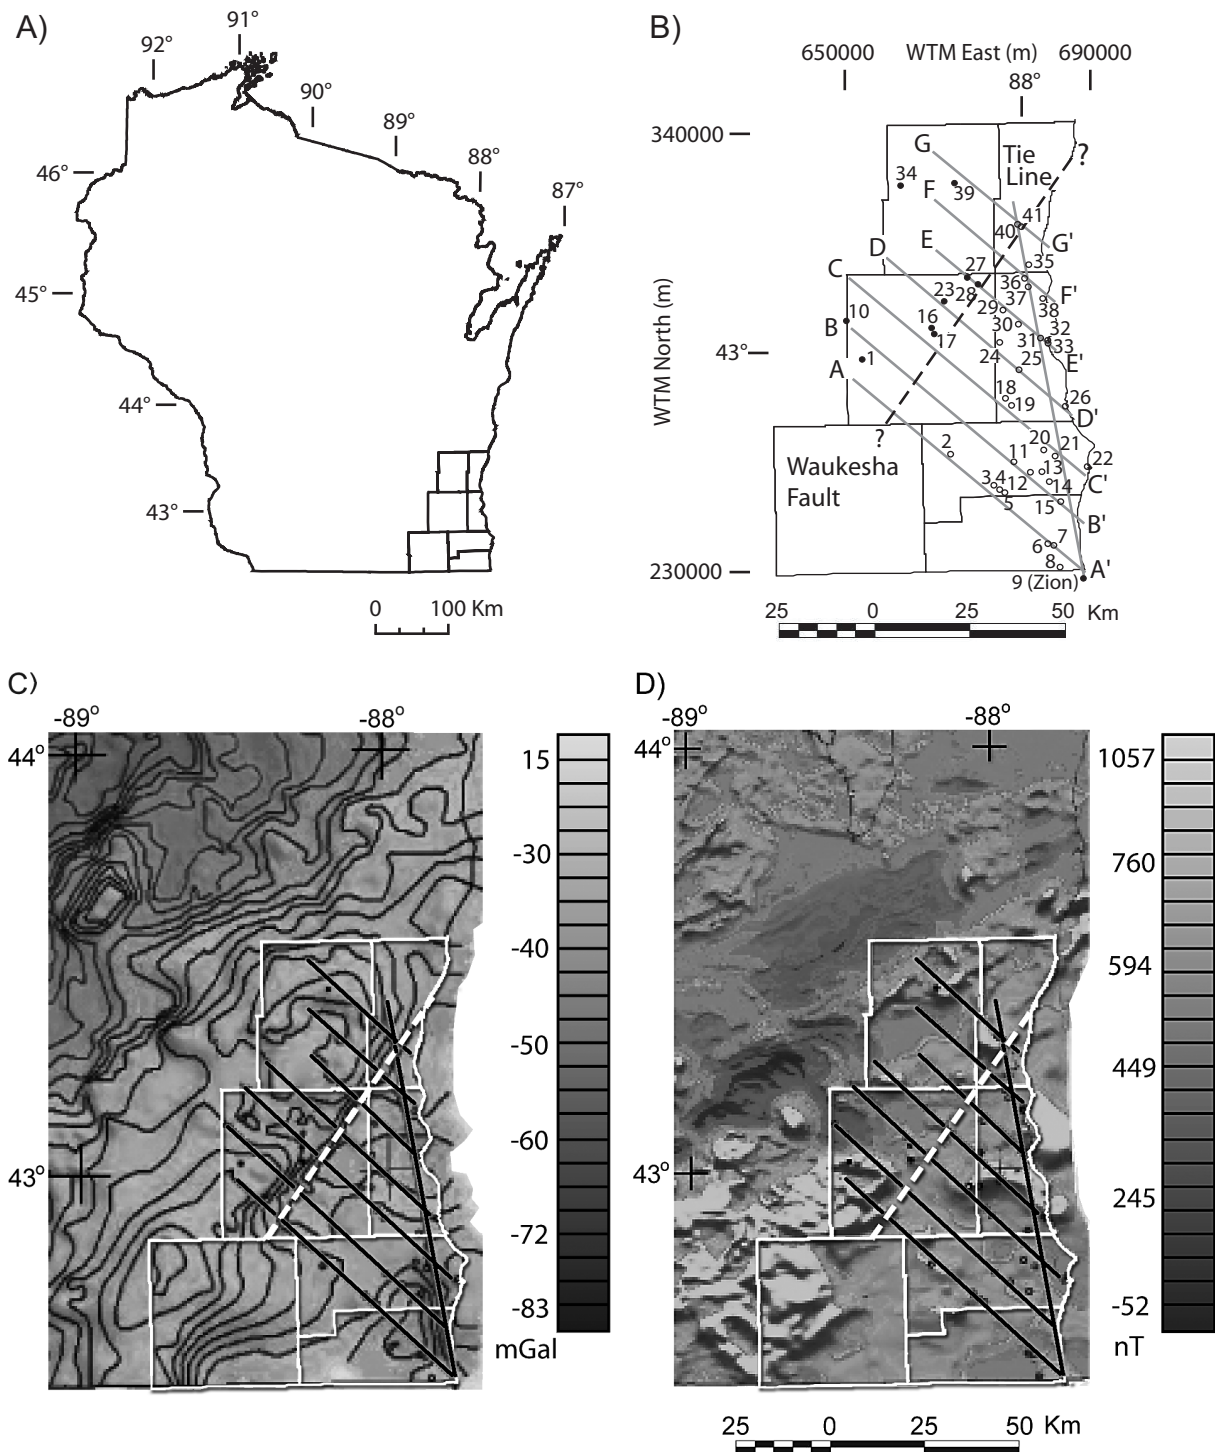 A)
91°
92°
90°
89°
88°
87°
46°
45°
44°
43°
0 100 Km
B)
WTM East (m)
650000 690000
88°
340000
WTM North (m)
43°
230000
G
Tie
Line
?
34
39
F
41
40
G'
E
D
35
27
C
36
37
F'
23
28
38
10
29
16
30
32
B
17
31
33
24
E'
1
25
A
18
19
26
D'
?
2
20
21
11
22
Waukesha
Fault
13
C'
3
4
12
14
5
15
B'
7
6
8
A'
9 (Zion)
25 0 25 Km
C)
-89°
-88°
44°
43°
15
-30
-40
-50
-60
-72
-83
mGal
D)
-89°
-88°
44°
43°
1057
760
594
449
245
-52
nT
25 0 25 50 Km